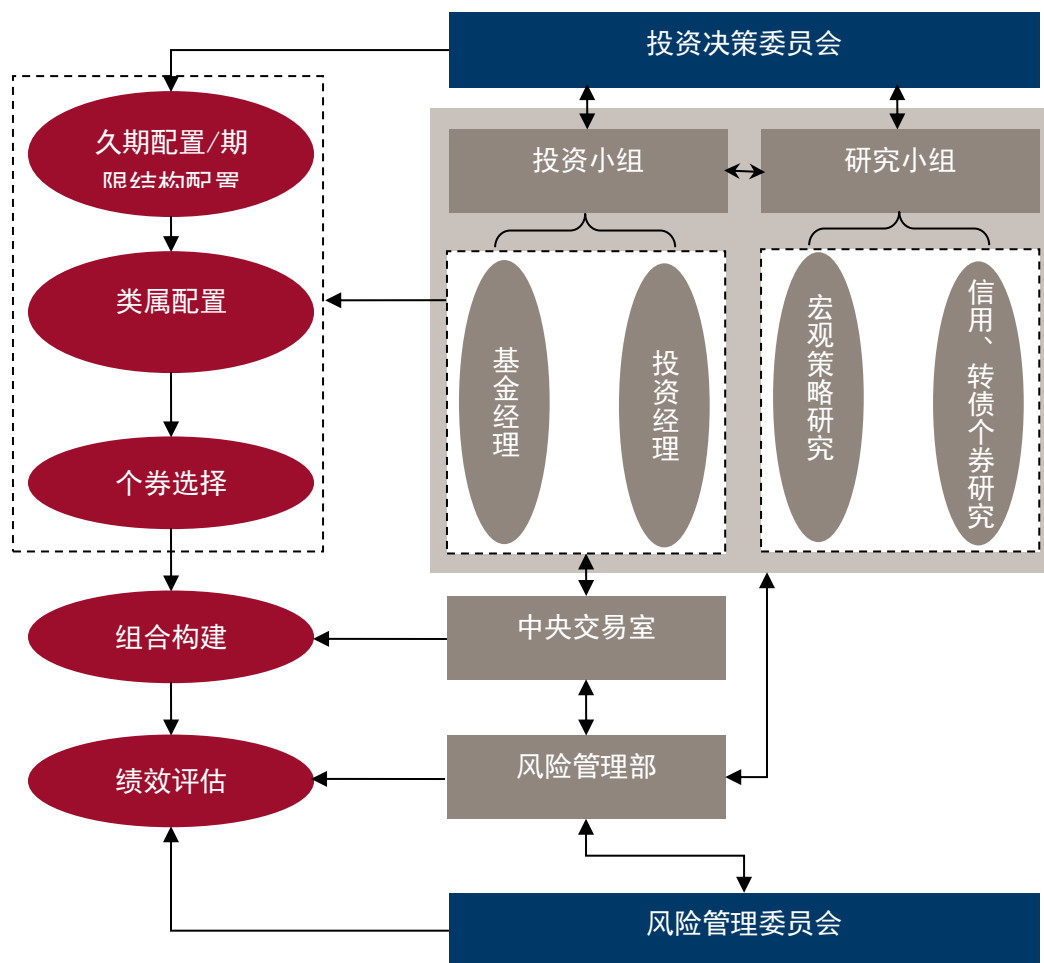 投资决策委员会
久期配置/期
限结构配置
投资小组
研究小组
类属配置
基金经理
投资经理
宏观策略研究
信用、转债个券研究
个券选择
组合构建
中央交易室
绩效评估
风险管理部
风险管理委员会